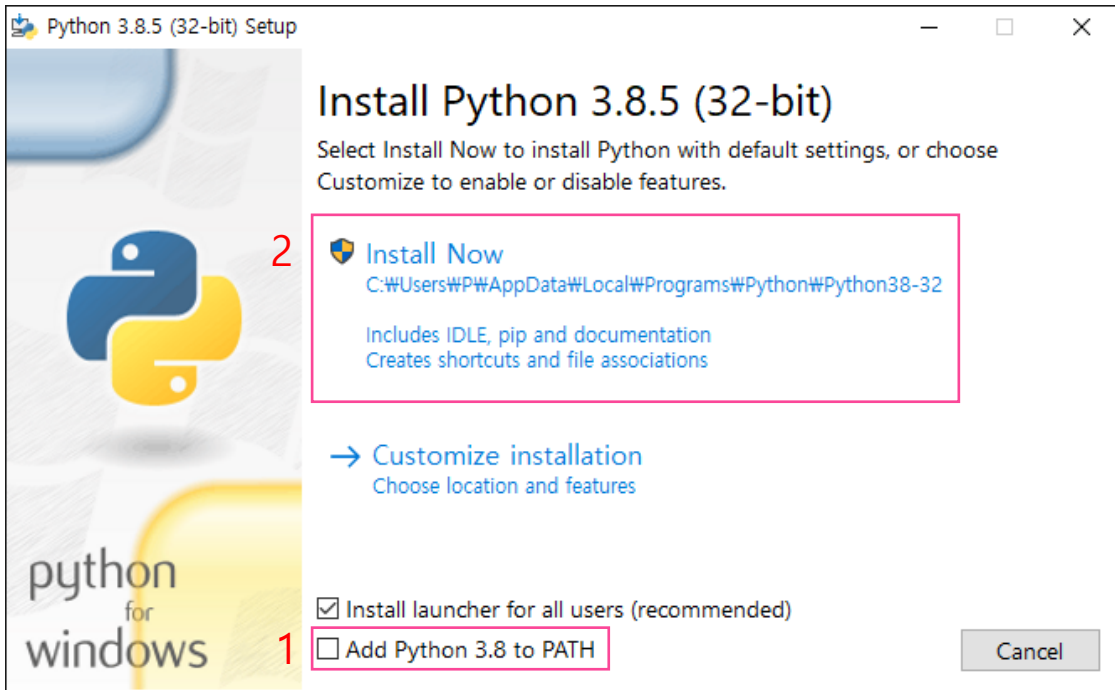 Python 3.8.5 (32-bit) Setup
Install Python 3.8.5 (32-bit)
Select Install Now to install Python with default settings, or choose
Customize to enable or disable features.
2
Install Now
C:₩Users₩P₩AppData₩Local₩Programs₩Python₩Python38-32
Includes IDLE, pip and documentation
Creates shortcuts and file associations
Customize installation
Choose location and features
python
for
windows
Install launcher for all users (recommended)
1
Add Python 3.8 to PATH
Cancel